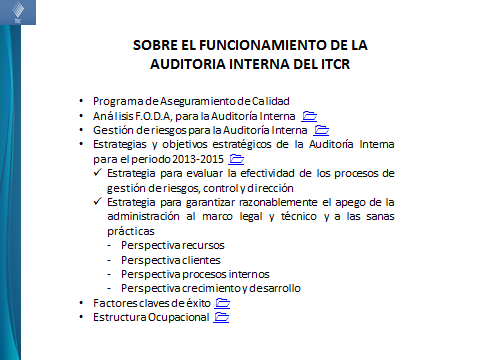 SOBRE EL FUNCIONAMIENTO DE LA
AUDITORIA INTERNA DEL ITCR
• Programa de Aseguramiento de Calidad
• Análisis F.O.D.A, para la Auditoría Interna
• Gestión de riesgos para la Auditoría Interna
• Estrategias y objetivos estratégicos de la Auditoría Interna
para el periodo 2013-2015
✓ Estrategia para evaluar la efectividad de los procesos de
gestión de riesgos, control y dirección
✓ Estrategia para garantizar razonablemente el apego de la
administración al marco legal y técnico y a las sanas
prácticas
- Perspectiva recursos
- Perspectiva clientes
- Perspectiva procesos internos
- Perspectiva crecimiento y desarrollo
• Factores claves de éxito
• Estructura Ocupacional